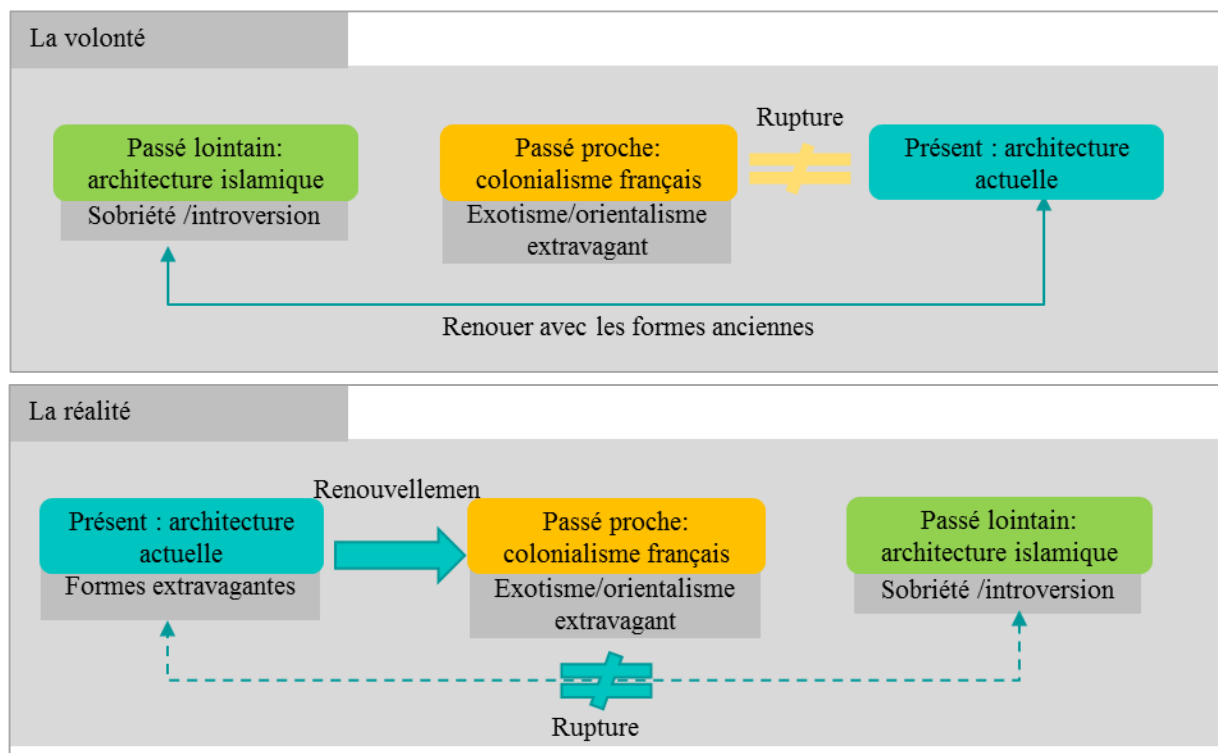 La volonté
Rupture
Passé lointain:
architecture islamique
Sobriété /introversion
Passé proche:
colonialisme français
Exotisme/orientalisme
extravagant
Présent : architecture
actuelle
Renouer avec les formes anciennes
La réalité
Renouvellemen
Présent : architecture
actuelle
Formes extravagantes
Passé proche:
colonialisme français
Exotisme/orientalisme
extravagant
Passé lointain:
architecture islamique
Sobriété /introversion
Rupture